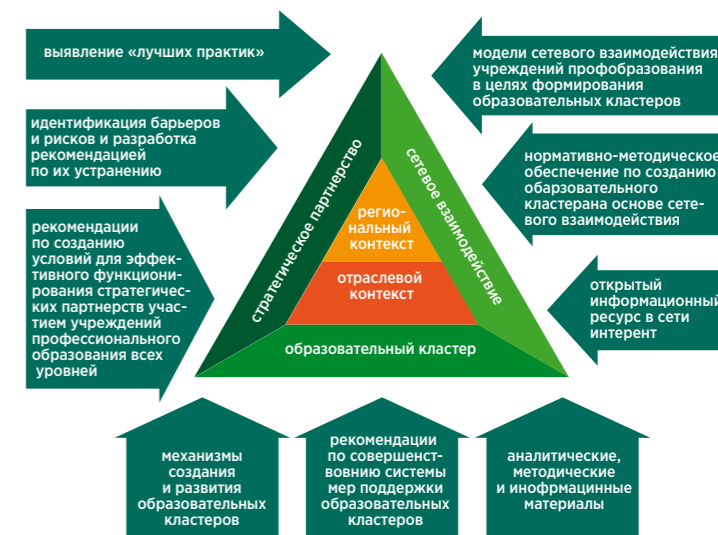 выявление «лучших практик»
идентификация барьеров
и рисков и разработка
рекомендацией
по их устранению
рекомендации
по созданию
условий для эффек-
тивного функциони-
рования стратегичес-
ких партнерств учас-
тием учреждений
профессионального
образования всех
уровней
стратегическое партнерство
сетевое взаимодействие
регио-
нальный
контекст
отраслевой
контекст
образовательный кластер
модели сетевого взаимодействия
учреждений профобразования
в целях формирования
образовательных кластеров
нормативно-методическое
обеспечение по созданию
обарзовательного
кластерана основе сете-
вого взаимодействия
открытый
информационный
ресурс в сети
интерент
механизмы
создания
и развития
образовательных
кластеров
рекомендации
по совершенст-
вовнию системы
мер поддержки
образовательных
кластеров
аналитические,
методические
и инофрмацинные
материалы